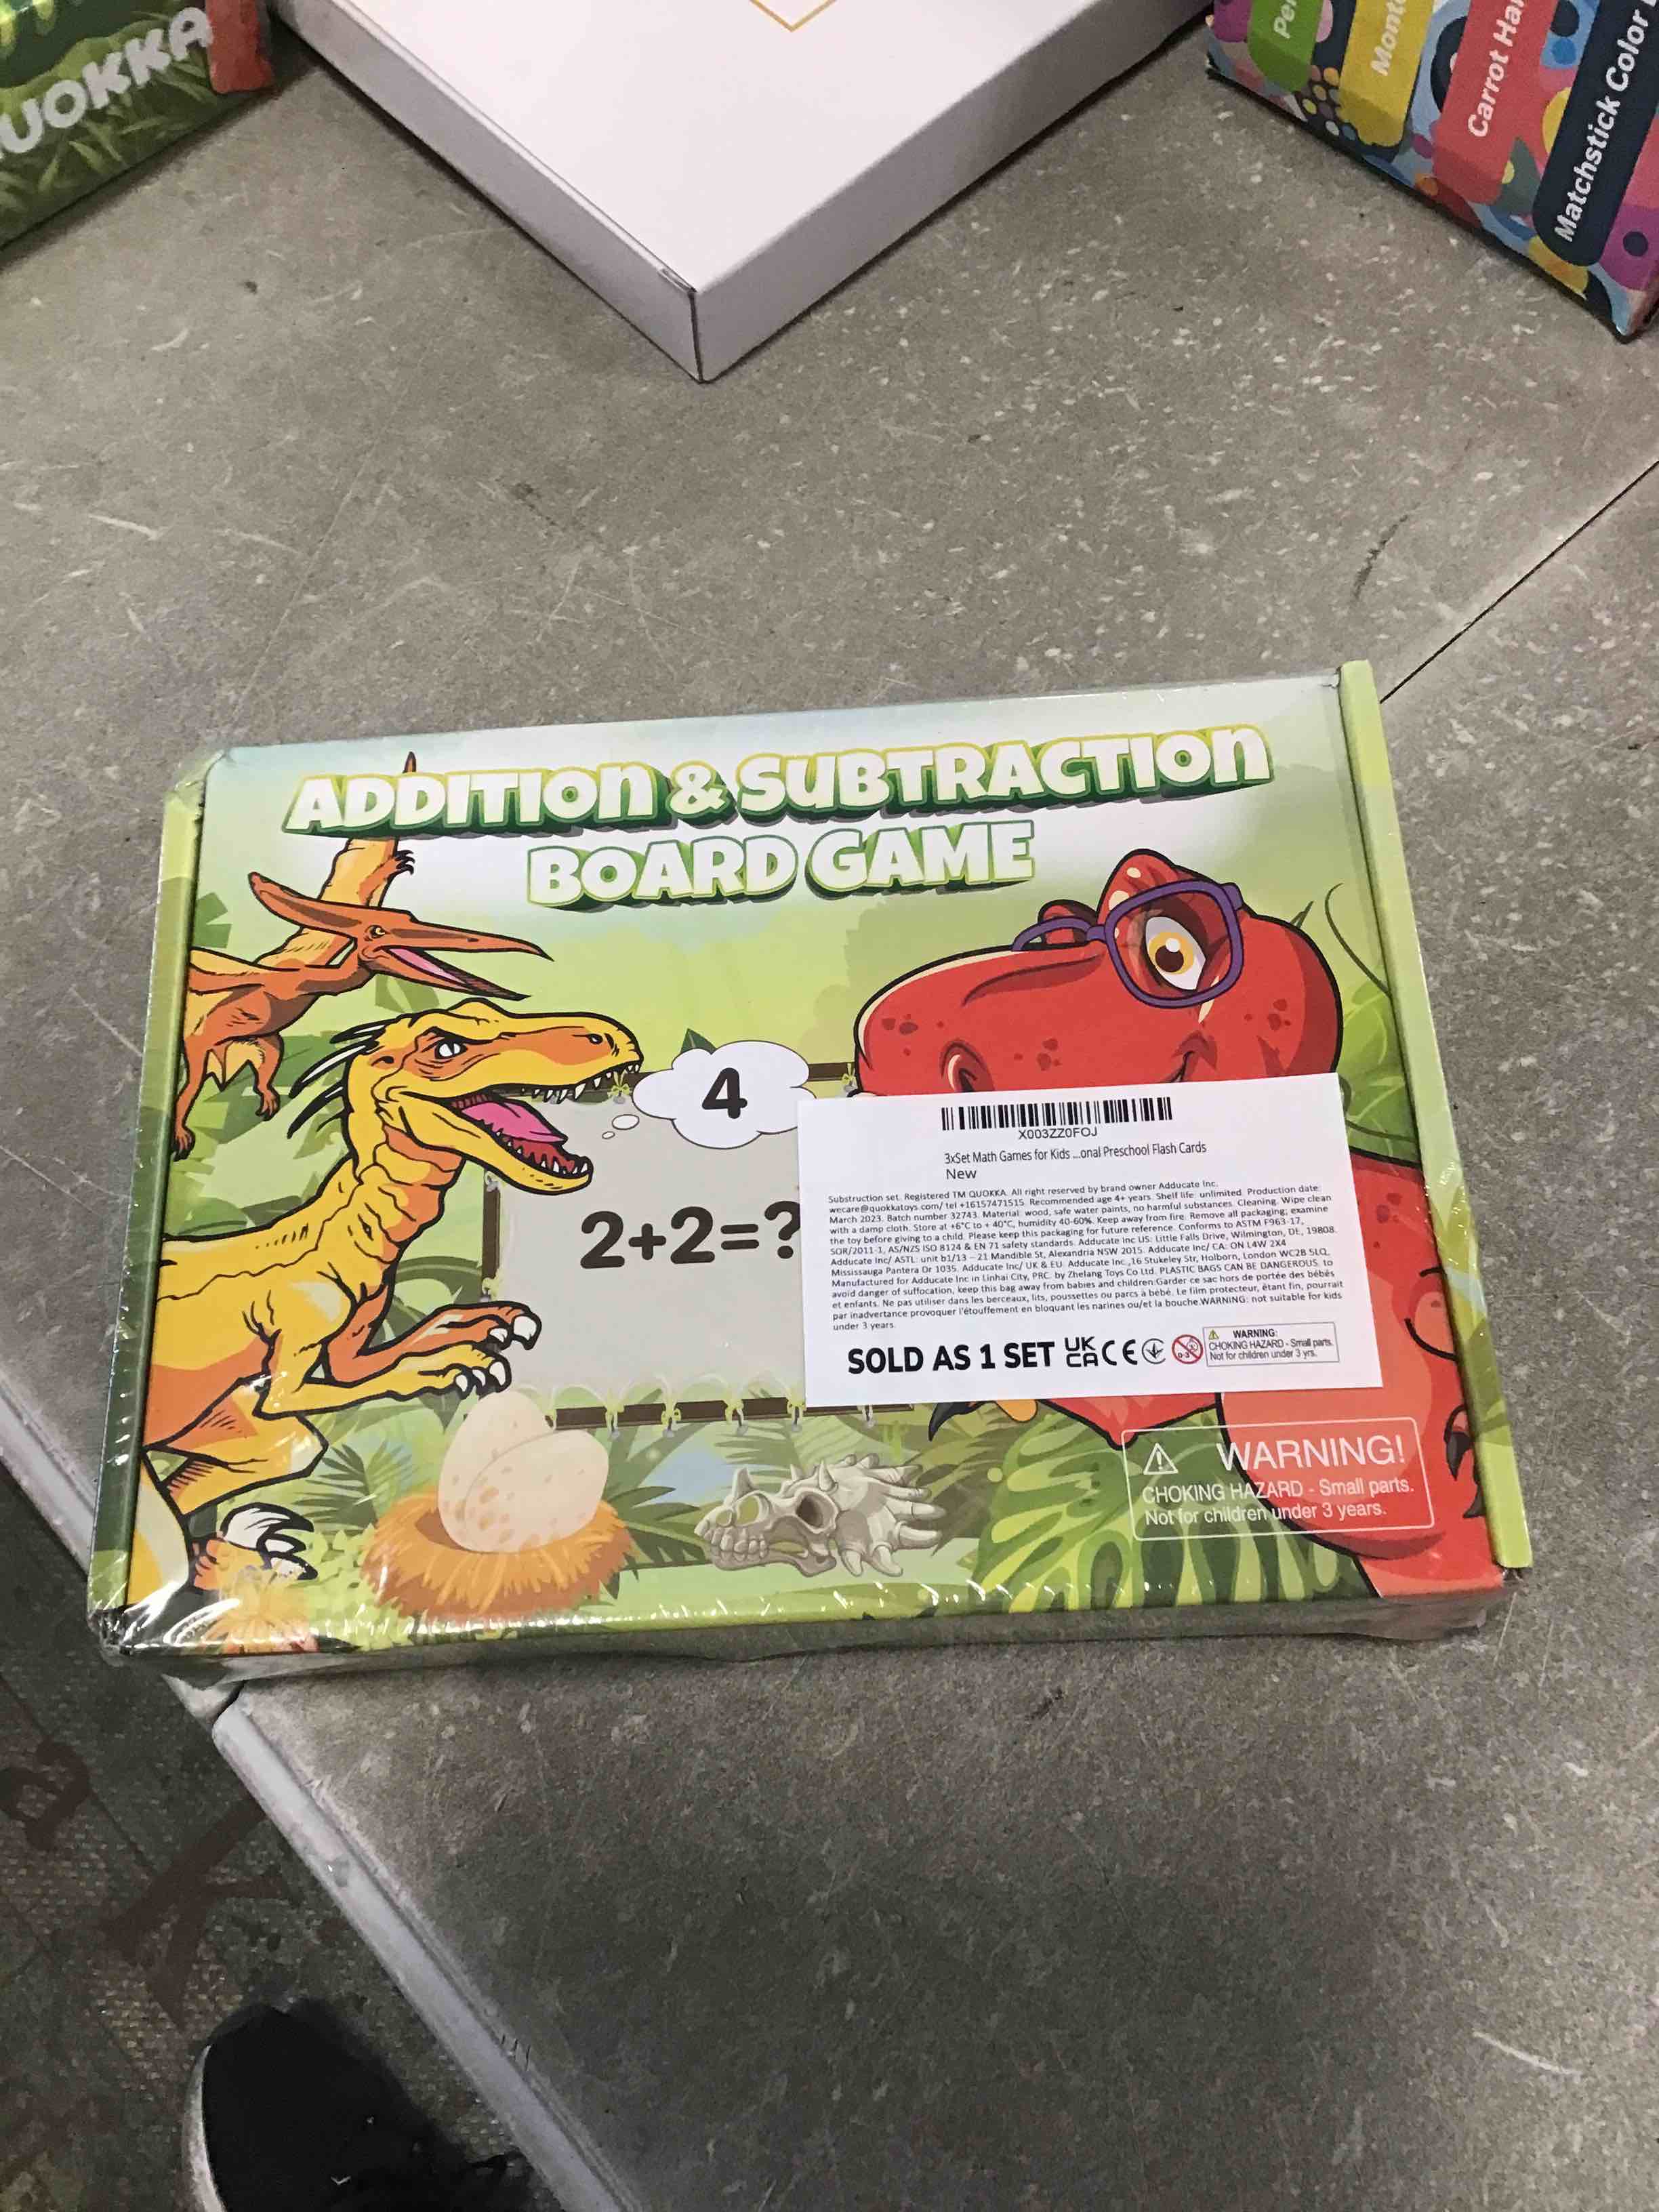 UOKKA
Mont
Carrot Ha
Matchstick Color
ADDITION & SUBTRACTION
BOARD GAME
4
2+2=?
X003ZZ0FOJ
3xSet Math Games for Kids ...onal Preschool Flash Cards
New
Substruction set. Registered TM QUOKKA. All right reserved by brand owner Adducate Inc.
wecare@quokkatoys.com/ tel +16157471515. Recommended age 4+ years. Shelf life: unlimited. Production date:
March 2023. Batch number 32743. Material: wood, safe water paints, no harmful substances. Cleaning. Wipe clean
with a damp cloth. Store at +6°C to + 40°C, humidity 40-60%. Keep away from fire. Remove all packaging; examine
the toy before giving to a child. Please keep this packaging for future reference. Conforms to ASTM F963-17,
SOR/2011-1, AS/NZS ISO 8124 & EN 71 safety standards. Adducate Inc US: Little Falls Drive, Wilmington, DE, 19808.
Adducate Inc/ ASTL: unit b1/13 - 21 Mandible St, Alexandria NSW 2015. Adducate Inc/ CA: ON L4W 2X4
Mississauga Pantera Dr 1035. Adducate Inc/ UK & EU: Adducate Inc.,16 Stukeley Str, Holborn, London WC2B 5LQ.
Manufactured for Adducate Inc in Linhai City, PRC. by Zhelang Toys Co Ltd. PLASTIC BAGS CAN BE DANGEROUS. to
avoid danger of suffocation, keep this bag away from babies and children:Garder ce sac hors de portée des bébés
et enfants. Ne pas utiliser dans les berceaux, lits, poussettes ou parcs à bébé. Le film protecteur, étant fin, pourrait
par inadvertance provoquer l'étouffement en bloquant les narines ou/et la bouche.WARNING: not suitable for kids
under 3 years
SOLD AS 1 SET UK CA CE
0-3
WARNING:
CHOKING HAZARD - Small parts.
Not for children under 3 yrs.
WARNING!
CHOKING HAZARD - Small parts.
Not for children under 3 years.